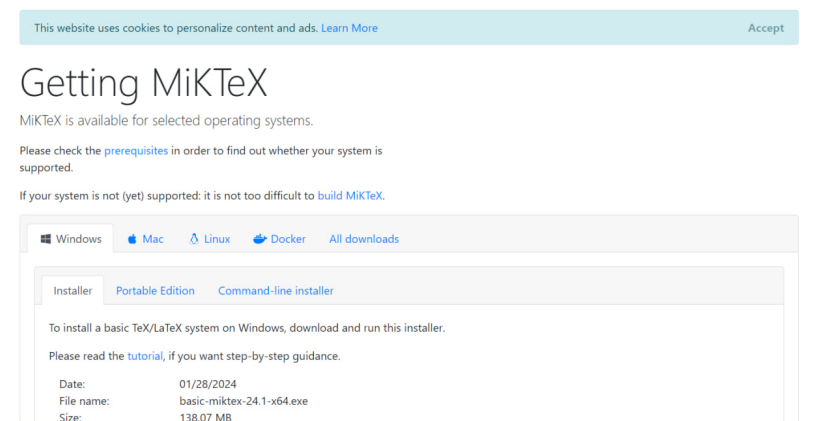 This website uses cookies to personalize content and ads. Learn More
Accept
Getting MiKTeX
MiKTeX is available for selected operating systems.
Please check the prerequisites in order to find out whether your system is
supported.
If your system is not (yet) supported: it is not too difficult to build MiKTeX.
Windows Mac Linux Docker All downloads
Installer Portable Edition Command-line installer
To install a basic TeX/LaTeX system on Windows, download and run this installer.
Please read the tutorial, if you want step-by-step guidance.
Date: 01/28/2024
File name: basic-miktex-24.1-x64.exe
Size: 138.07 MB